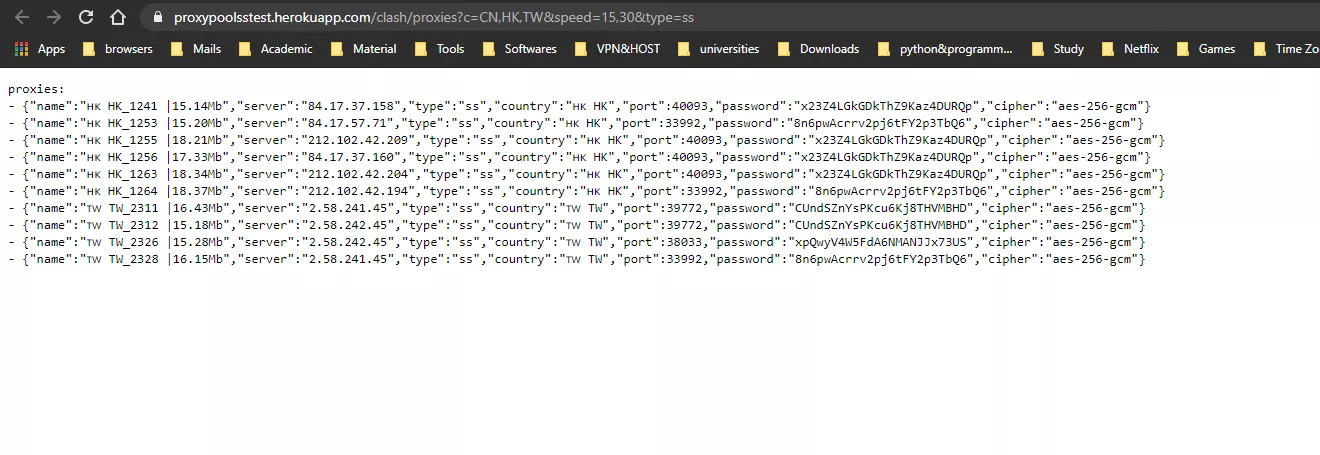 proxypoolsstest.herokuapp.com/clash/proxies?c=CN,HK,TW&speed=15,30&type=ss
Apps browsers Mails Academic Material Tools Softwares VPN&HOST universities Downloads python&programm... Study Netflix Games Time Zo
proxies:
- {"name":"HK HK_1241 |15.14Mb","server":"84.17.37.158","type":"ss","country":"HK HK","port":40093,"password":"x23Z4LGkGDkThZ9Kaz4DURQp","cipher":"aes-256-gcm"}
- {"name":"HK HK_1253 |15.20Mb","server":"84.17.57.71","type":"ss","country":"HK HK","port":33992,"password":"8n6pwAcrrv2pj6tFY2p3TbQ6","cipher":"aes-256-gcm"}
- {"name":"HK HK_1255 |18.21Mb","server":"212.102.42.209","type":"ss","country":"HK HK","port":40093,"password":"x23Z4LGkGDkThZ9Kaz4DURQp","cipher":"aes-256-gcm"}
- {"name":"HK HK_1256 |17.33Mb","server":"84.17.37.160","type":"ss","country":"HK HK","port":40093,"password":"x23Z4LGkGDkThZ9Kaz4DURQp","cipher":"aes-256-gcm"}
- {"name":"HK HK_1263 |18.34Mb","server":"212.102.42.204","type":"ss","country":"HK HK","port":40093,"password":"x23Z4LGkGDkThZ9Kaz4DURQp","cipher":"aes-256-gcm"}
- {"name":"HK HK_1264 |18.37Mb","server":"212.102.42.194","type":"ss","country":"HK HK","port":33992,"password":"8n6pwAcrrv2pj6tFY2p3TbQ6","cipher":"aes-256-gcm"}
- {"name":"TW TW_2311 |16.43Mb","server":"2.58.241.45","type":"ss","country":"TW TW","port":39772,"password":"CUndSZnYsPKcu6Kj8THVMBHD","cipher":"aes-256-gcm"}
- {"name":"TW TW_2312 |15.18Mb","server":"2.58.242.45","type":"ss","country":"TW TW","port":39772,"password":"CUndSZnYsPKcu6Kj8THVMBHD","cipher":"aes-256-gcm"}
- {"name":"TW TW_2326 |15.28Mb","server":"2.58.242.45","type":"ss","country":"TW TW","port":38033,"password":"xpQwyV4W5FdA6NMANJJx73US","cipher":"aes-256-gcm"}
- {"name":"TW TW_2328 |16.15Mb","server":"2.58.241.45","type":"ss","country":"TW TW","port":33992,"password":"8n6pwAcrrv2pj6tFY2p3TbQ6","cipher":"aes-256-gcm"}